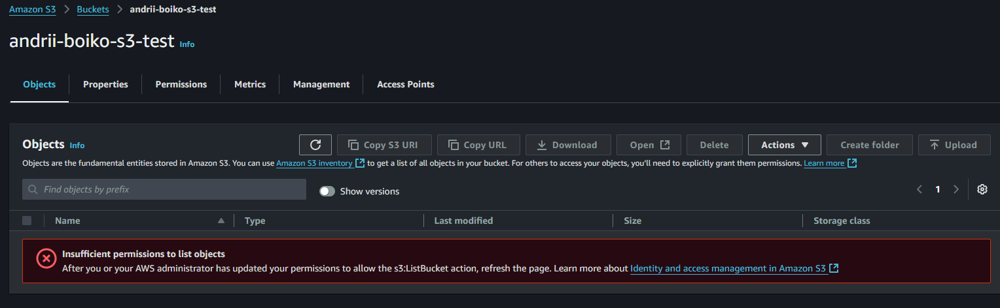 Amazon S3 > Buckets > andrii-boiko-s3-test
andrii-boiko-s3-test Info
Objects Properties Permissions Metrics Management Access Points
Objects Info Copy S3 URI Copy URL Download Open Delete Actions Create folder Upload
Objects are the fundamental entities stored in Amazon S3. You can use Amazon S3 inventory to get a list of all objects in your bucket. For others to access your objects, you'll need to explicitly grant them permissions. Learn more
Find objects by prefix Show versions < 1 >
Name Type Last modified Size Storage class
Insufficient permissions to list objects
After you or your AWS administrator has updated your permissions to allow the s3:ListBucket action, refresh the page. Learn more about Identity and access management in Amazon S3